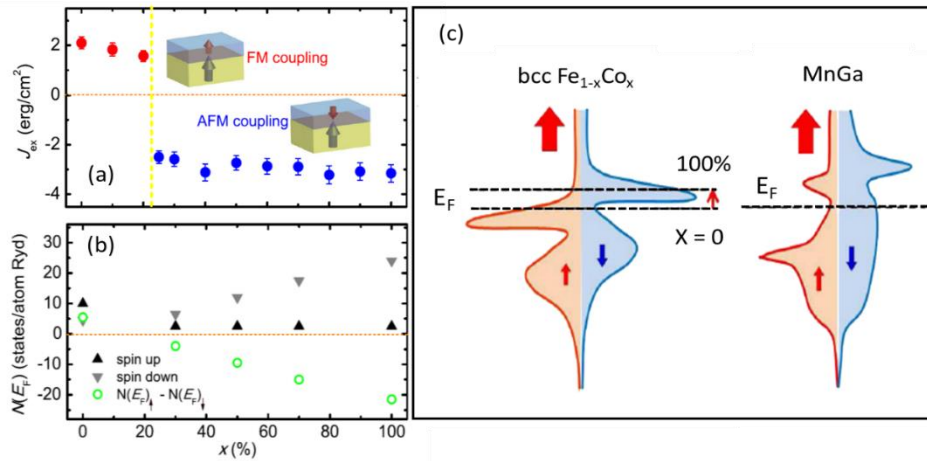 (a)
J_ex (erg/cm²)
2
0
-2
-4
FM coupling
AFM coupling
(b)
N(E_F) (states/atom Ryd)
30
20
10
0
-10
-20
spin up
spin down
N(E_F)↑ - N(E_F)↓
0 20 40 60 80 100
x (%)
(c)
bcc Fe₁₋ₓCoₓ
MnGa
100%
E_F
X = 0
E_F